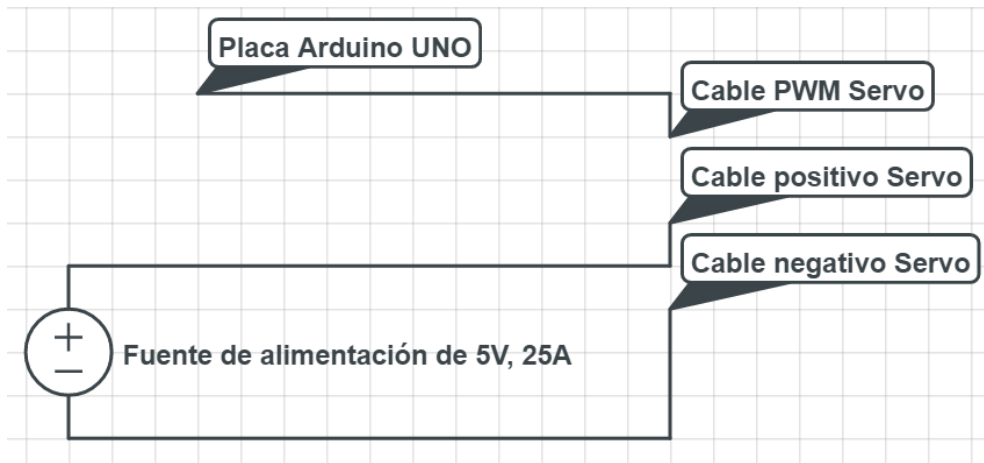 Placa Arduino UNO
Cable PWM Servo
Cable positivo Servo
Cable negativo Servo
Fuente de alimentación de 5V, 25A